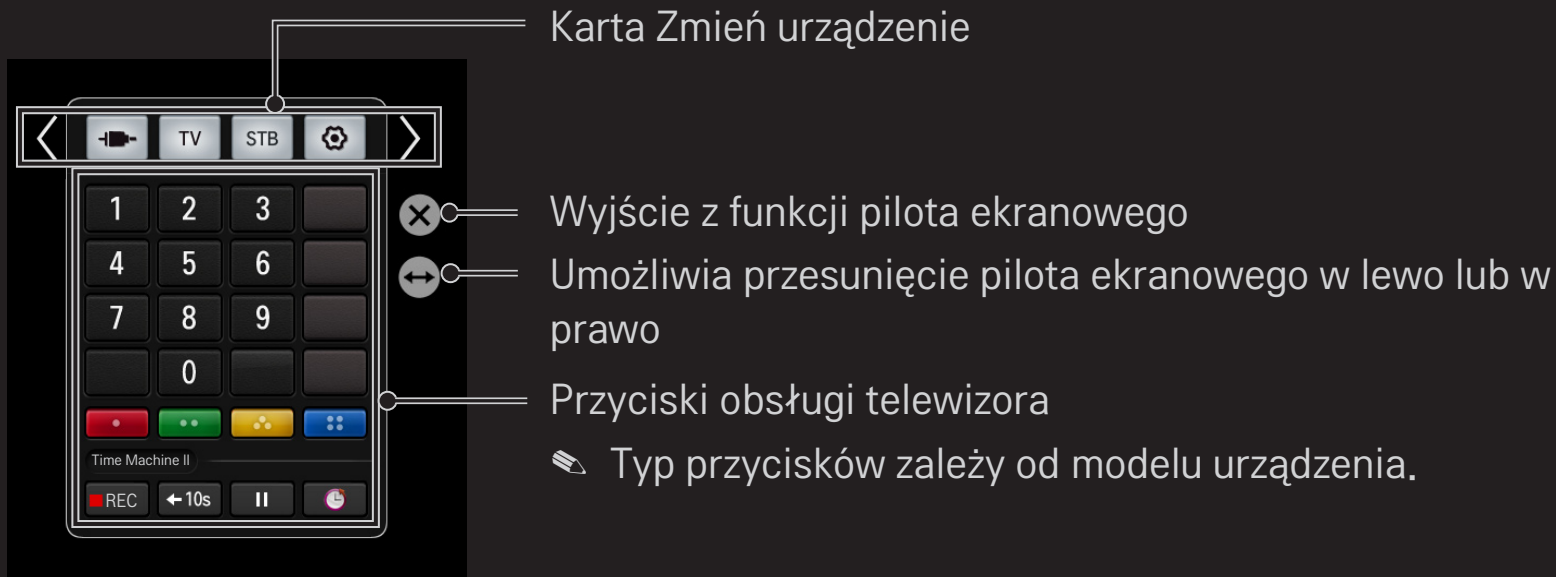 Karta Zmień urządzenie
TV STB
1 2 3
Wyjście z funkcji pilota ekranowego
4 5 6
Umożliwia przesunięcie pilota ekranowego w lewo lub w
prawo
7 8 9
0
Przyciski obsługi telewizora
Time Machine II
Typ przycisków zależy od modelu urządzenia.
REC 10s